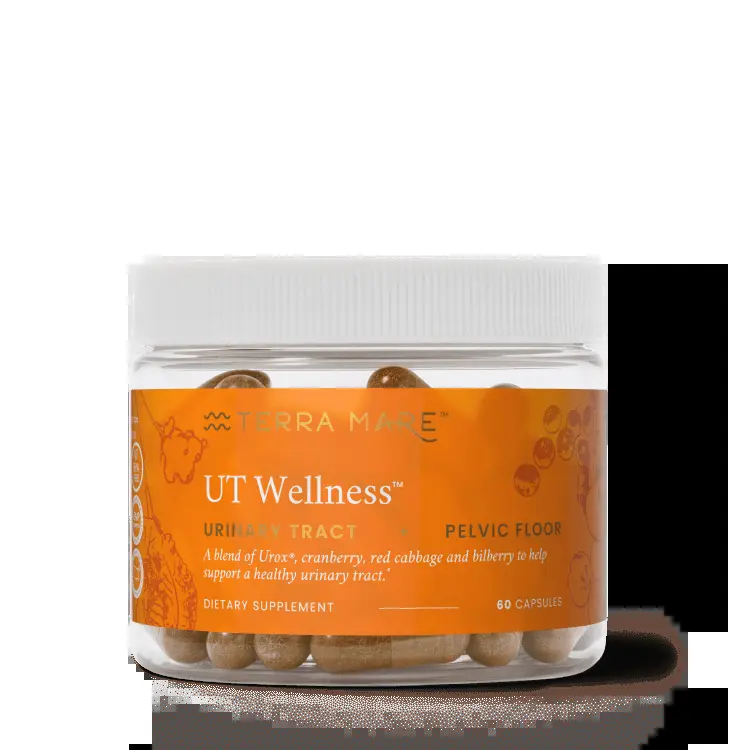 TERRA MARE™
UT Wellness™
URINARY TRACT • PELVIC FLOOR
A blend of Urox®, cranberry, red cabbage and bilberry to help
support a healthy urinary tract.*
DIETARY SUPPLEMENT
60 CAPSULES